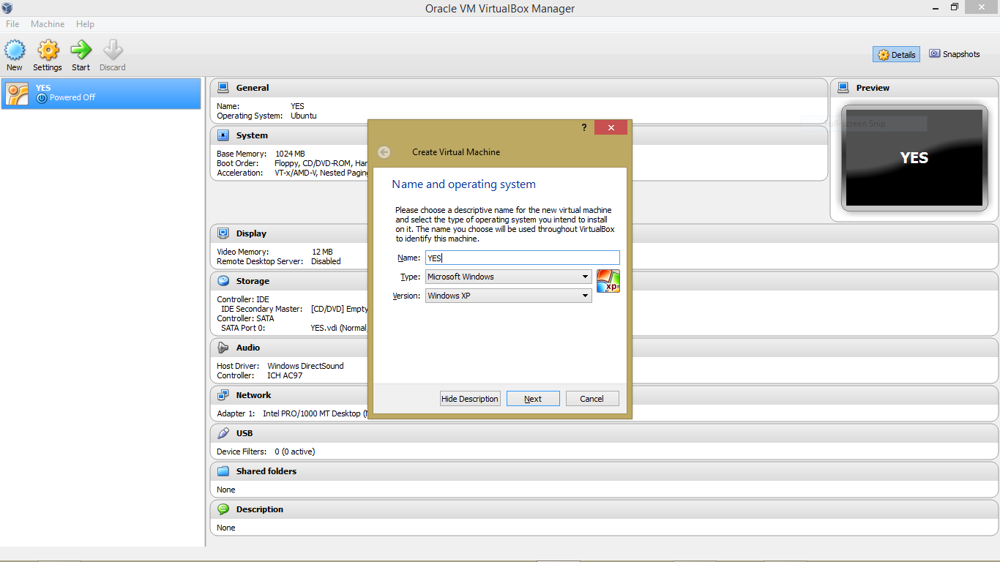 Oracle VM VirtualBox Manager
File Machine Help
New Settings Start Discard
Details Snapshots
YES
Powered Off
General
Name: YES
Operating System: Ubuntu
System
Base Memory: 1024 MB
Boot Order: Floppy, CD/DVD-ROM, Har
Acceleration: VT-x/AMD-V, Nested Paging
Preview
ull-screen Snip
YES
Display
Video Memory: 12 MB
Remote Desktop Server: Disabled
Storage
Controller: IDE
IDE Secondary Master: [CD/DVD] Empty
Controller: SATA
SATA Port 0: YES.vdi (Normal,
Audio
Host Driver: Windows DirectSound
Controller: ICH AC97
Network
Adapter 1: Intel PRO/1000 MT Desktop (
USB
Device Filters: 0 (0 active)
Shared folders
None
Description
None
?
Create Virtual Machine
Name and operating system
Please choose a descriptive name for the new virtual machine
and select the type of operating system you intend to install
on it. The name you choose will be used throughout VirtualBox
to identify this machine.
Name: YES
Type: Microsoft Windows
xp
Version: Windows XP
Hide Description Next Cancel